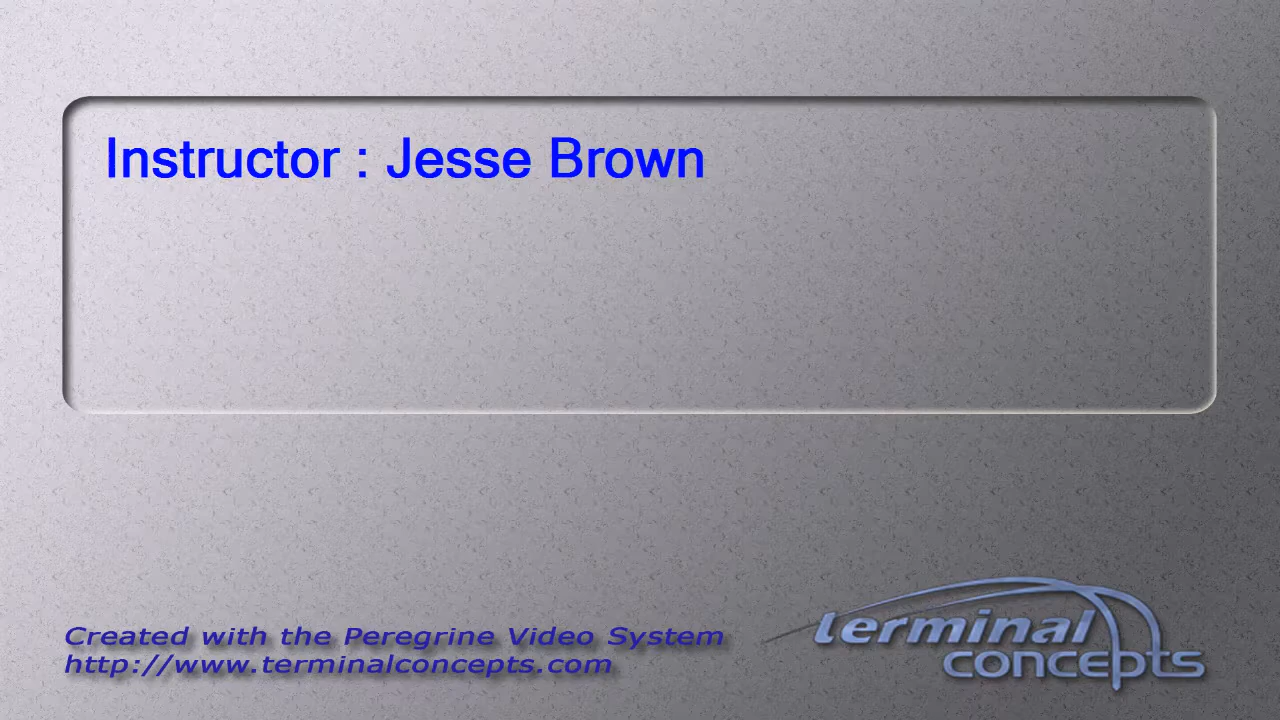 Instructor : Jesse Brown
Created with the Peregrine Video System
http://www.terminalconcepts.com
terminal
concepts